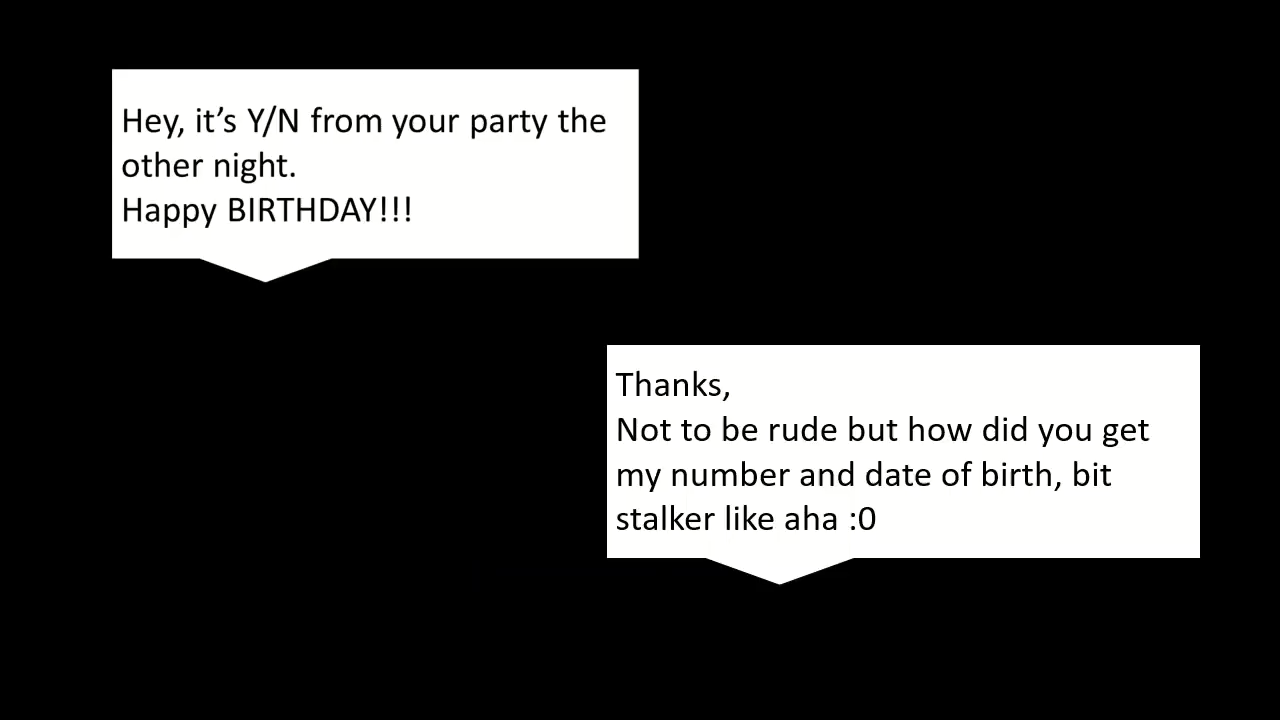 Hey, it’s Y/N from your party the
other night.
Happy BIRTHDAY!!!
Thanks,
Not to be rude but how did you get
my number and date of birth, bit
stalker like aha :0